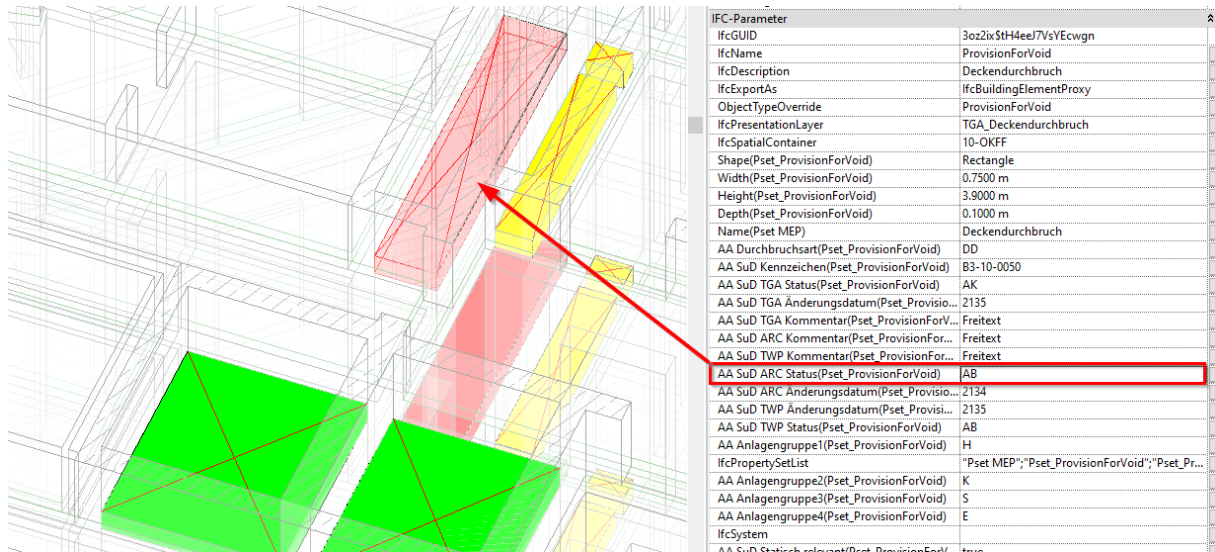 IFC-Parameter
IfcGUID 3oz2ix$tH4eeJ7VsYEcwgn
IfcName ProvisionForVoid
IfcDescription Deckendurchbruch
IfcExportAs IfcBuildingElementProxy
ObjectTypeOverride ProvisionForVoid
IfcPresentationLayer TGA_Deckendurchbruch
IfcSpatialContainer 10-OKFF
Shape(Pset_ProvisionForVoid) Rectangle
Width(Pset_ProvisionForVoid) 0.7500 m
Height(Pset_ProvisionForVoid) 3.9000 m
Depth(Pset_ProvisionForVoid) 0.1000 m
Name(Pset MEP) Deckendurchbruch
AA Durchbruchsart(Pset_ProvisionForVoid) DD
AA SuD Kennzeichen(Pset_ProvisionForVoid) B3-10-0050
AA SuD TGA Status(Pset_ProvisionForVoid) AK
AA SuD TGA Änderungsdatum(Pset_Provisio... 2135
AA SuD TGA Kommentar(Pset_ProvisionForV... Freitext
AA SuD ARC Kommentar(Pset_ProvisionFor... Freitext
AA SuD TWP Kommentar(Pset_ProvisionFor... Freitext
AA SuD ARC Status(Pset_ProvisionForVoid) AB
AA SuD ARC Änderungsdatum(Pset_Provisio... 2134
AA SuD TWP Änderungsdatum(Pset_Provisi... 2135
AA SuD TWP Status(Pset_ProvisionForVoid) AB
AA Anlagengruppe1(Pset_ProvisionForVoid) H
IfcPropertySetList "Pset MEP";"Pset_ProvisionForVoid";"Pset_Pr...
AA Anlagengruppe2(Pset_ProvisionForVoid) K
AA Anlagengruppe3(Pset_ProvisionForVoid) S
AA Anlagengruppe4(Pset_ProvisionForVoid) E
IfcSystem
AA SuD Statisch relevant(Pset_ProvisionForV... true